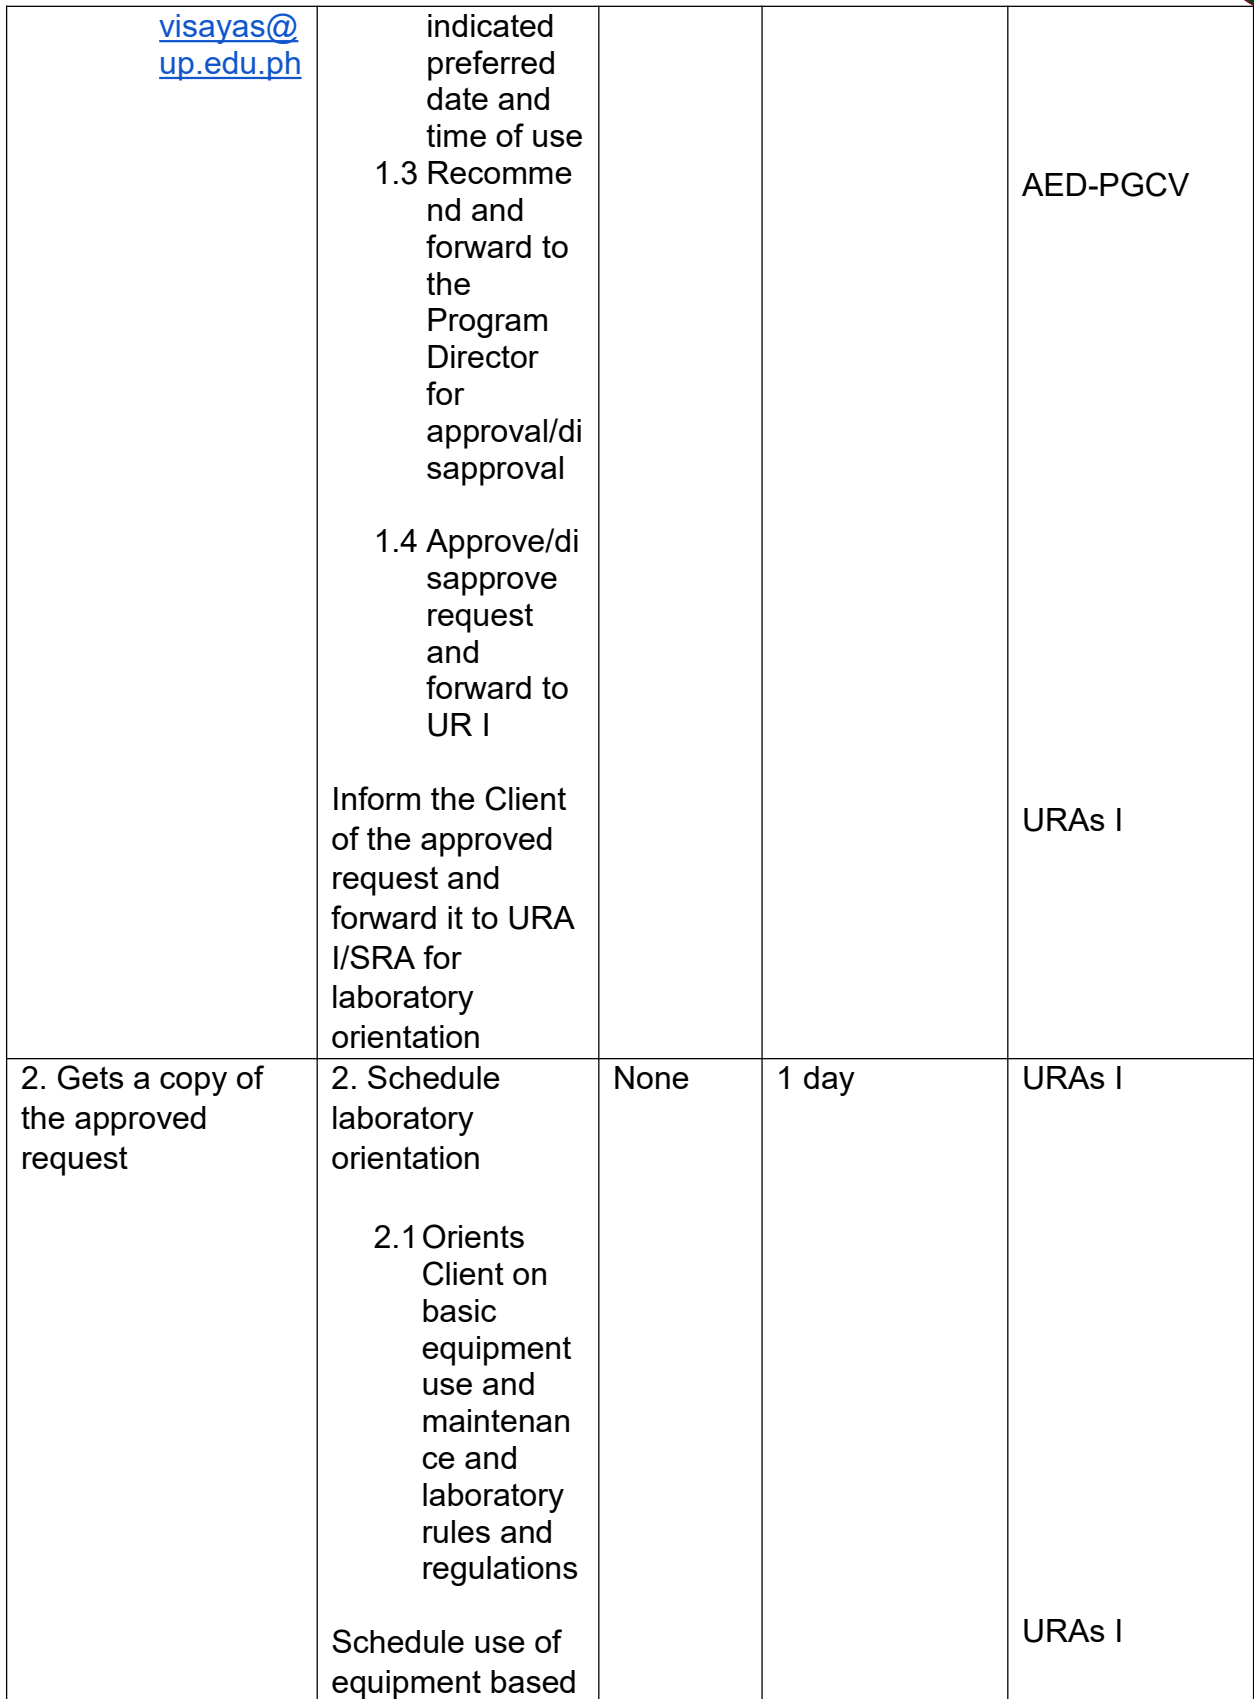 visayas@
up.edu.ph
indicated
preferred
date and
time of use
1.3 Recomme
nd and
forward to
the
Program
Director
for
approval/di
sapproval
1.4 Approve/di
sapprove
request
and
forward to
UR I
Inform the Client
of the approved
request and
forward it to URA
I/SRA for
laboratory
orientation
AED-PGCV
URAs I
2. Gets a copy of
the approved
request
2. Schedule
laboratory
orientation
2.1 Orients
Client on
basic
equipment
use and
maintenan
ce and
laboratory
rules and
regulations
Schedule use of
equipment based
None
1 day
URAs I
URAs I